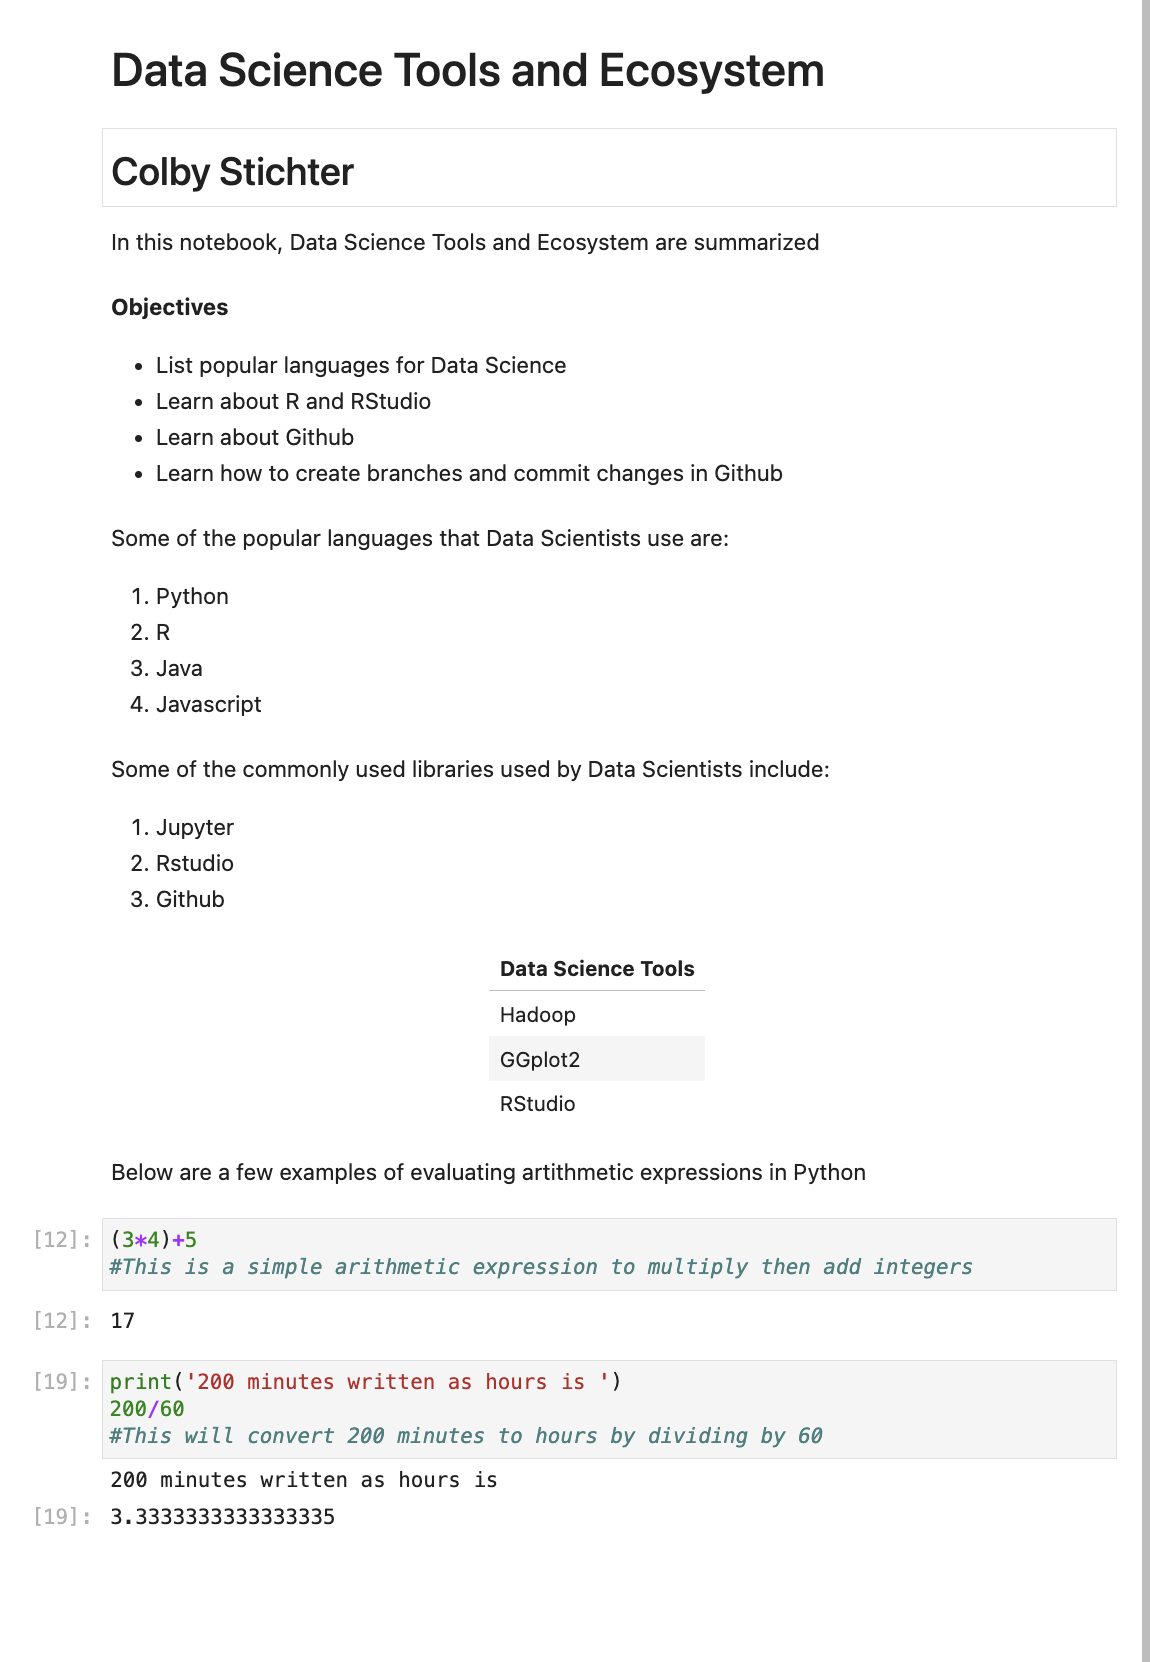 Data Science Tools and Ecosystem
Colby Stichter
In this notebook, Data Science Tools and Ecosystem are summarized
Objectives
• List popular languages for Data Science
• Learn about R and RStudio
• Learn about Github
• Learn how to create branches and commit changes in Github
Some of the popular languages that Data Scientists use are:
1. Python
2. R
3. Java
4. Javascript
Some of the commonly used libraries used by Data Scientists include:
1. Jupyter
2. Rstudio
3. Github
Data Science Tools
Hadoop
GGplot2
RStudio
Below are a few examples of evaluating artithmetic expressions in Python
[12]: (3*4)+5
#This is a simple arithmetic expression to multiply then add integers
[12]: 17
[19]: print('200 minutes written as hours is ')
200/60
#This will convert 200 minutes to hours by dividing by 60
200 minutes written as hours is
[19]: 3.3333333333333335